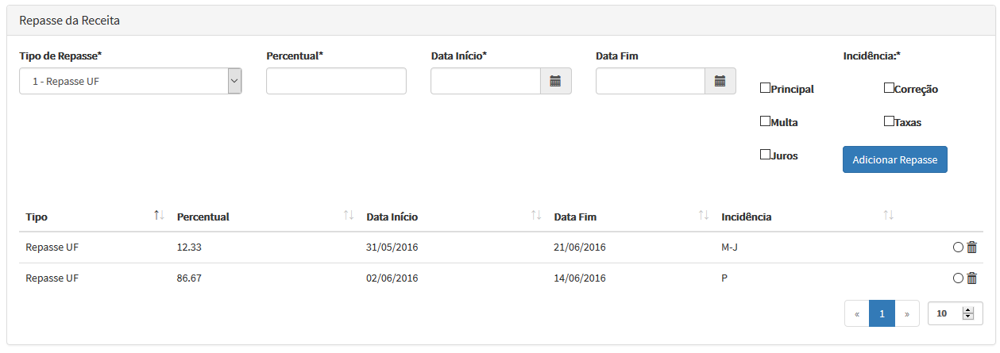 Repasse da Receita
Tipo de Repasse* Percentual* Data Início* Data Fim Incidência:*
1 - Repasse UF
Principal Correção
Multa Taxas
Juros Adicionar Repasse
Tipo Percentual Data Início Data Fim Incidência
Repasse UF 12.33 31/05/2016 21/06/2016 M-J
Repasse UF 86.67 02/06/2016 14/06/2016 P
« 1 » 10